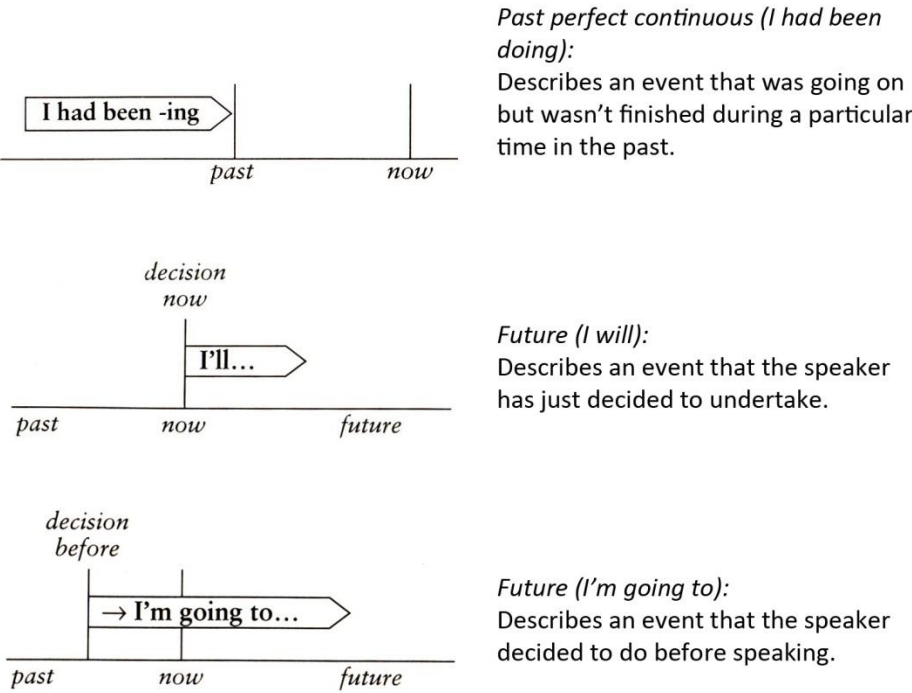 Past perfect continuous (I had been
doing):
Describes an event that was going on
but wasn't finished during a particular
time in the past.
I had been -ing
past now
decision
now
I'll...
past now future
Future (I will):
Describes an event that the speaker
has just decided to undertake.
decision
before
→ I'm going to...
past now future
Future (I'm going to):
Describes an event that the speaker
decided to do before speaking.